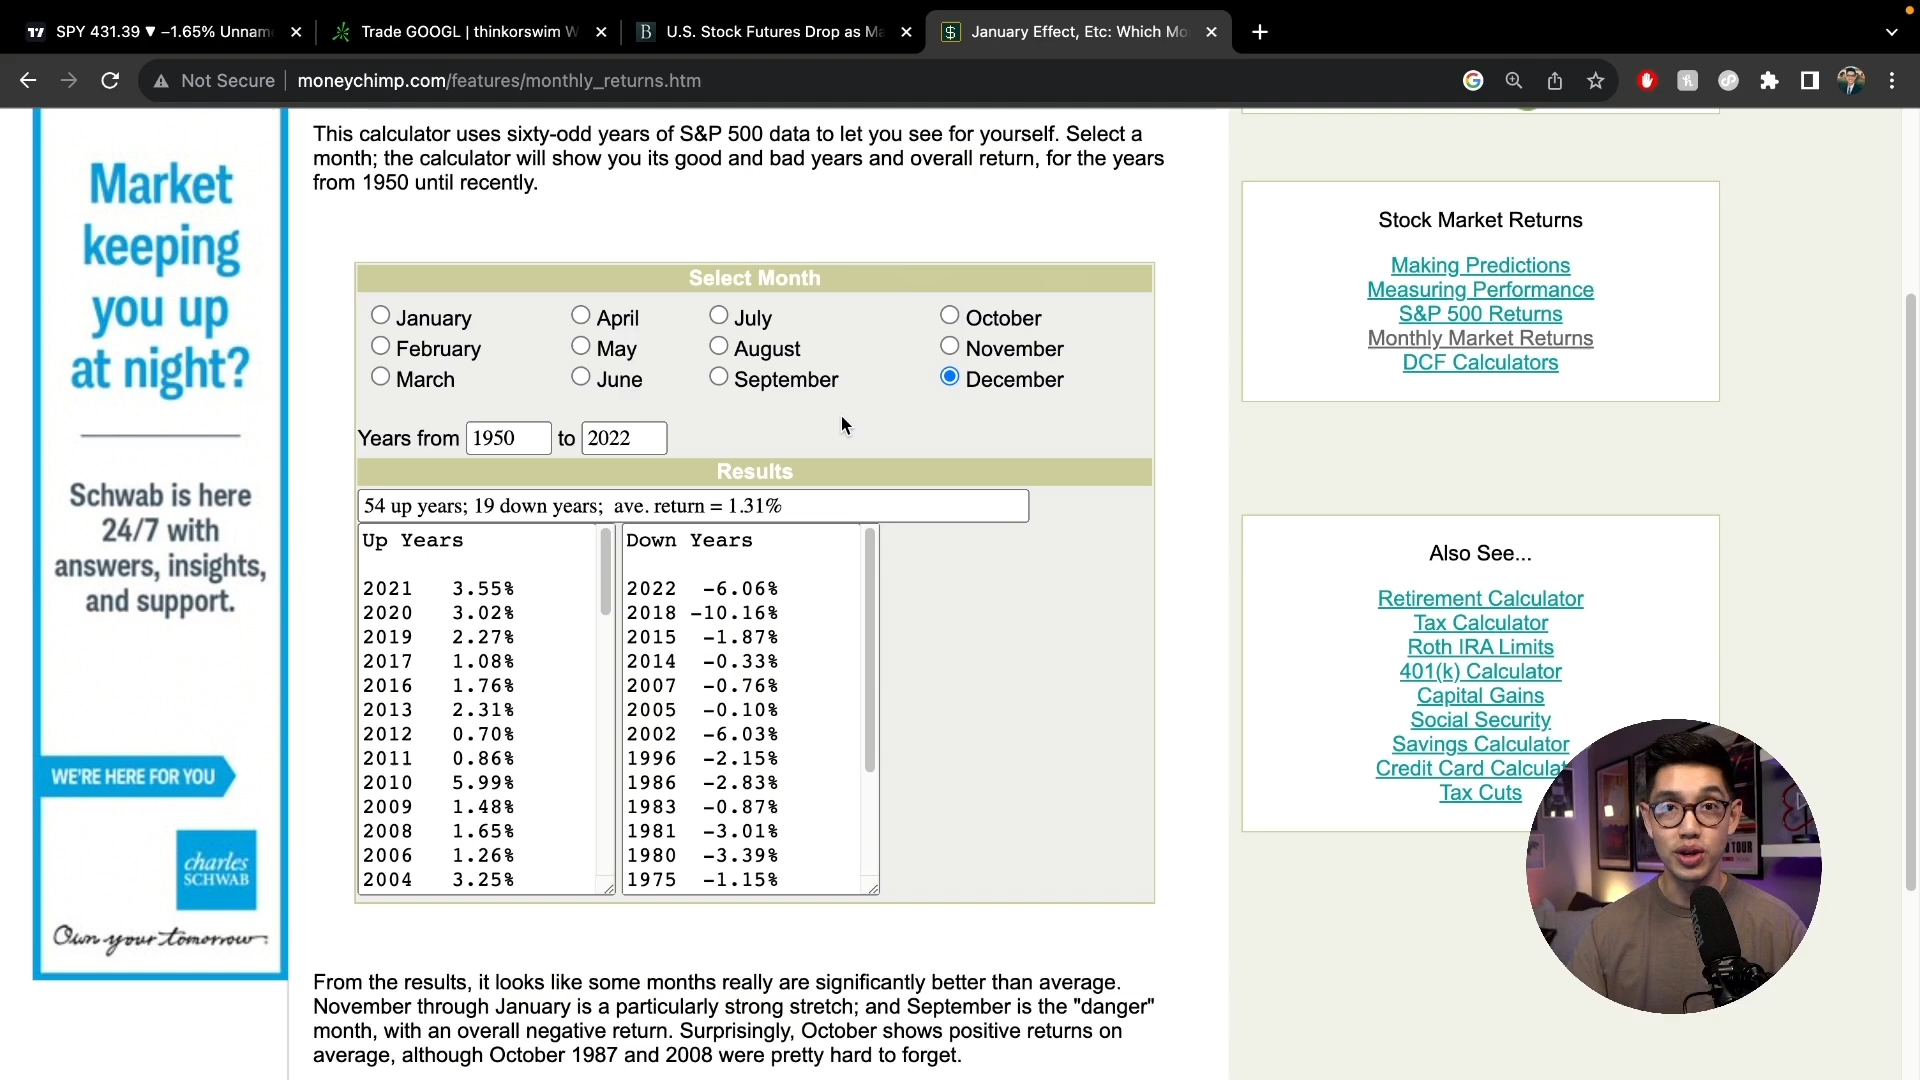 SPY 431.39 ▼ −1.65% Unnam
Trade GOOGL | thinkorswim W
U.S. Stock Futures Drop as Ma
January Effect, Etc: Which Mo
Not Secure
moneychimp.com/features/monthly_returns.htm
Market
keeping
you up
at night?
Schwab is here
24/7 with
answers, insights,
and support.
WE'RE HERE FOR YOU
charles
SCHWAB
Own your tomorrow
This calculator uses sixty-odd years of S&P 500 data to let you see for yourself. Select a
month; the calculator will show you its good and bad years and overall return, for the years
from 1950 until recently.
Select Month
January April July October
February May August November
March June September December
Years from 1950 to 2022
Results
54 up years; 19 down years; ave. return = 1.31%
Up Years Down Years
2021 3.55% 2022 -6.06%
2020 3.02% 2018 -10.16%
2019 2.27% 2015 -1.87%
2017 1.08% 2014 -0.33%
2016 1.76% 2007 -0.76%
2013 2.31% 2005 -0.10%
2012 0.70% 2002 -6.03%
2011 0.86% 1996 -2.15%
2010 5.99% 1986 -2.83%
2009 1.48% 1983 -0.87%
2008 1.65% 1981 -3.01%
2006 1.26% 1980 -3.39%
2004 3.25% 1975 -1.15%
From the results, it looks like some months really are significantly better than average.
November through January is a particularly strong stretch; and September is the "danger"
month, with an overall negative return. Surprisingly, October shows positive returns on
average, although October 1987 and 2008 were pretty hard to forget.
Stock Market Returns
Making Predictions
Measuring Performance
S&P 500 Returns
Monthly Market Returns
DCF Calculators
Also See...
Retirement Calculator
Tax Calculator
Roth IRA Limits
401(k) Calculator
Capital Gains
Social Security
Savings Calculator
Credit Card Calculat
Tax Cuts
TOUR